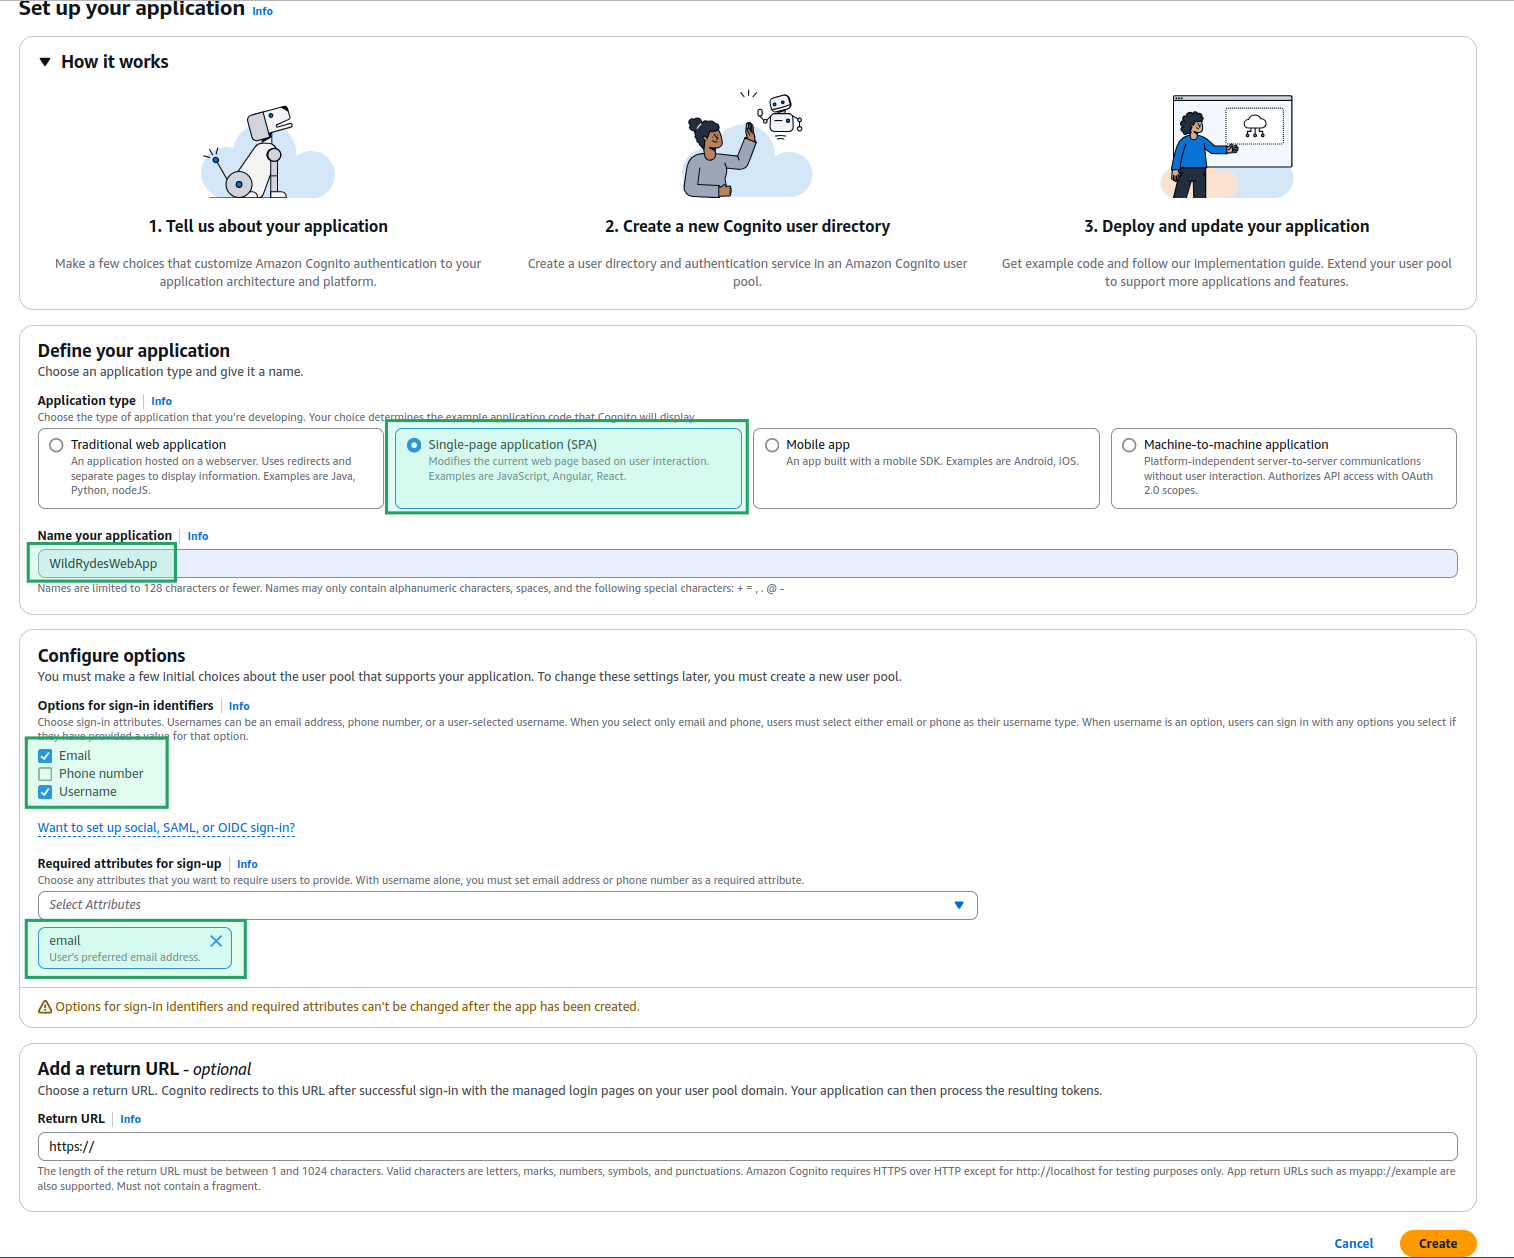 Set up your application Info
▼ How it works
1. Tell us about your application
Make a few choices that customize Amazon Cognito authentication to your
application architecture and platform.
2. Create a new Cognito user directory
Create a user directory and authentication service in an Amazon Cognito user
pool.
3. Deploy and update your application
Get example code and follow our implementation guide. Extend your user pool
to support more applications and features.
Define your application
Choose an application type and give it a name.
Application type Info
Choose the type of application that you're developing. Your choice determines the example application code that Cognito will display.
Traditional web application
An application hosted on a webserver. Uses redirects and
separate pages to display information. Examples are Java,
Python, nodeJS.
Single-page application (SPA)
Modifies the current web page based on user interaction.
Examples are JavaScript, Angular, React.
Mobile app
An app built with a mobile SDK. Examples are Android, iOS.
Machine-to-machine application
Platform-independent server-to-server communications
without user interaction. Authorizes API access with OAuth
2.0 scopes.
Name your application Info
WildRydesWebApp
Names are limited to 128 characters or fewer. Names may only contain alphanumeric characters, spaces, and the following special characters: + = , . @ -
Configure options
You must make a few initial choices about the user pool that supports your application. To change these settings later, you must create a new user pool.
Options for sign-in identifiers Info
Choose sign-in attributes. Usernames can be an email address, phone number, or a user-selected username. When you select only email and phone, users must select either email or phone as their username type. When username is an option, users can sign in with any options you select if
they have provided a value for that option.
Email
Phone number
Username
Want to set up social, SAML, or OIDC sign-in?
Required attributes for sign-up Info
Choose any attributes that you want to require users to provide. With username alone, you must set email address or phone number as a required attribute.
Select Attributes
email
User's preferred email address.
Options for sign-in identifiers and required attributes can't be changed after the app has been created.
Add a return URL - optional
Choose a return URL. Cognito redirects to this URL after successful sign-in with the managed login pages on your user pool domain. Your application can then process the resulting tokens.
Return URL Info
https://
The length of the return URL must be between 1 and 1024 characters. Valid characters are letters, marks, numbers, symbols, and punctuations. Amazon Cognito requires HTTPS over HTTP except for http://localhost for testing purposes only. App return URLs such as myapp://example are
also supported. Must not contain a fragment.
Cancel Create